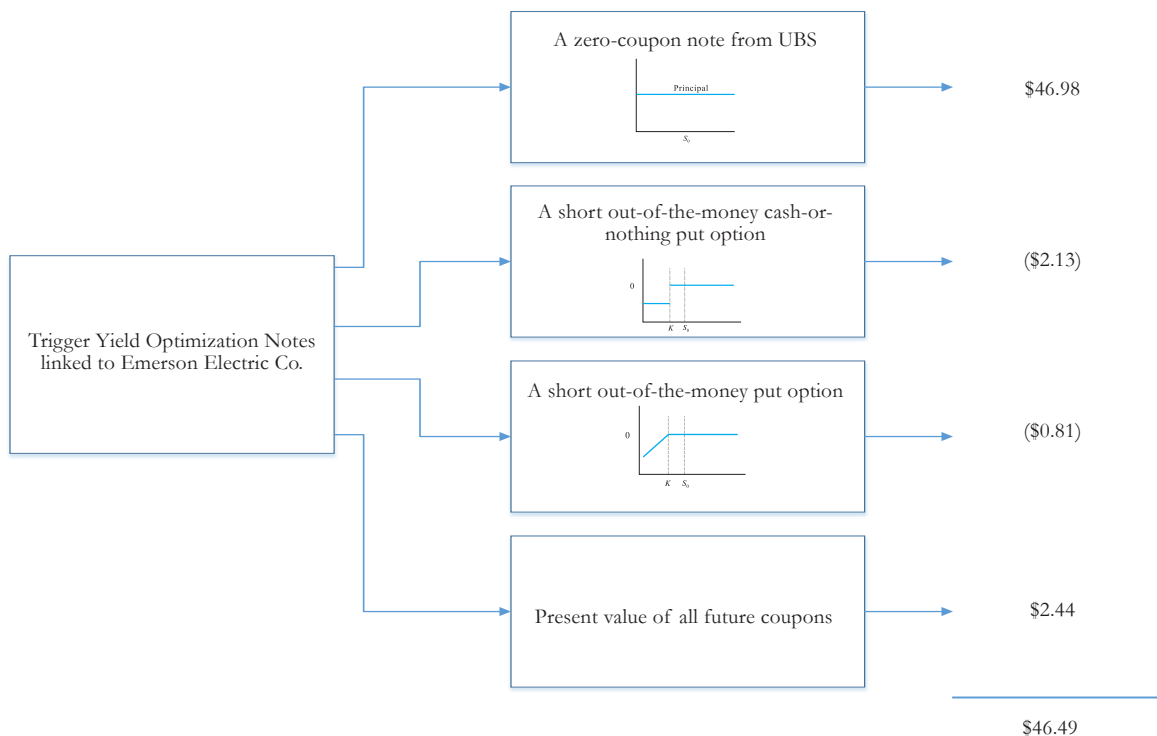 A zero-coupon note from UBS
Principal
S₀
$46.98
A short out-of-the-money cash-or-
nothing put option
0
K S₀
($2.13)
Trigger Yield Optimization Notes
linked to Emerson Electric Co.
A short out-of-the-money put option
0
K S₀
($0.81)
Present value of all future coupons
$2.44
$46.49